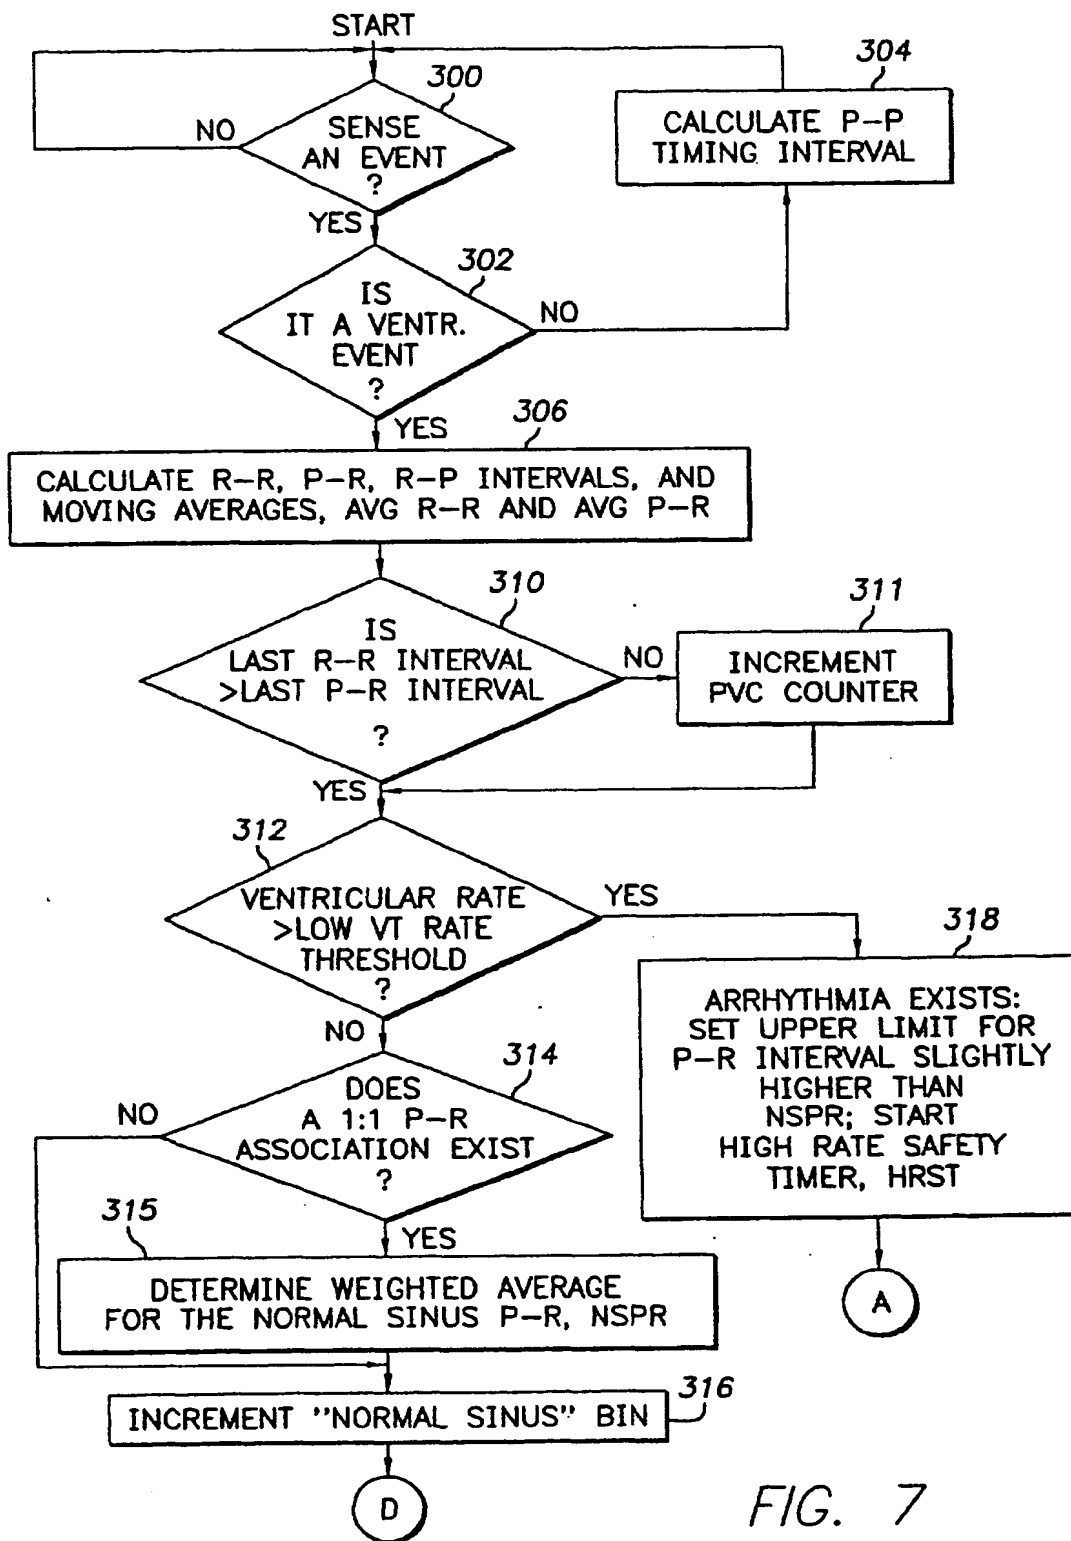 START
300
SENSE
AN EVENT
?
NO
YES
304
CALCULATE P-P
TIMING INTERVAL
302
IS
IT A VENTR.
EVENT
?
NO
YES
306
CALCULATE R-R, P-R, R-P INTERVALS, AND
MOVING AVERAGES, AVG R-R AND AVG P-R
310
IS
LAST R-R INTERVAL
>LAST P-R INTERVAL
?
NO
YES
311
INCREMENT
PVC COUNTER
312
VENTRICULAR RATE
>LOW VT RATE
THRESHOLD
?
YES
NO
318
ARRHYTHMIA EXISTS:
SET UPPER LIMIT FOR
P-R INTERVAL SLIGHTLY
HIGHER THAN
NSPR; START
HIGH RATE SAFETY
TIMER, HRST
A
314
DOES
A 1:1 P-R
ASSOCIATION EXIST
?
NO
YES
315
DETERMINE WEIGHTED AVERAGE
FOR THE NORMAL SINUS P-R, NSPR
316
INCREMENT "NORMAL SINUS" BIN
D
FIG. 7